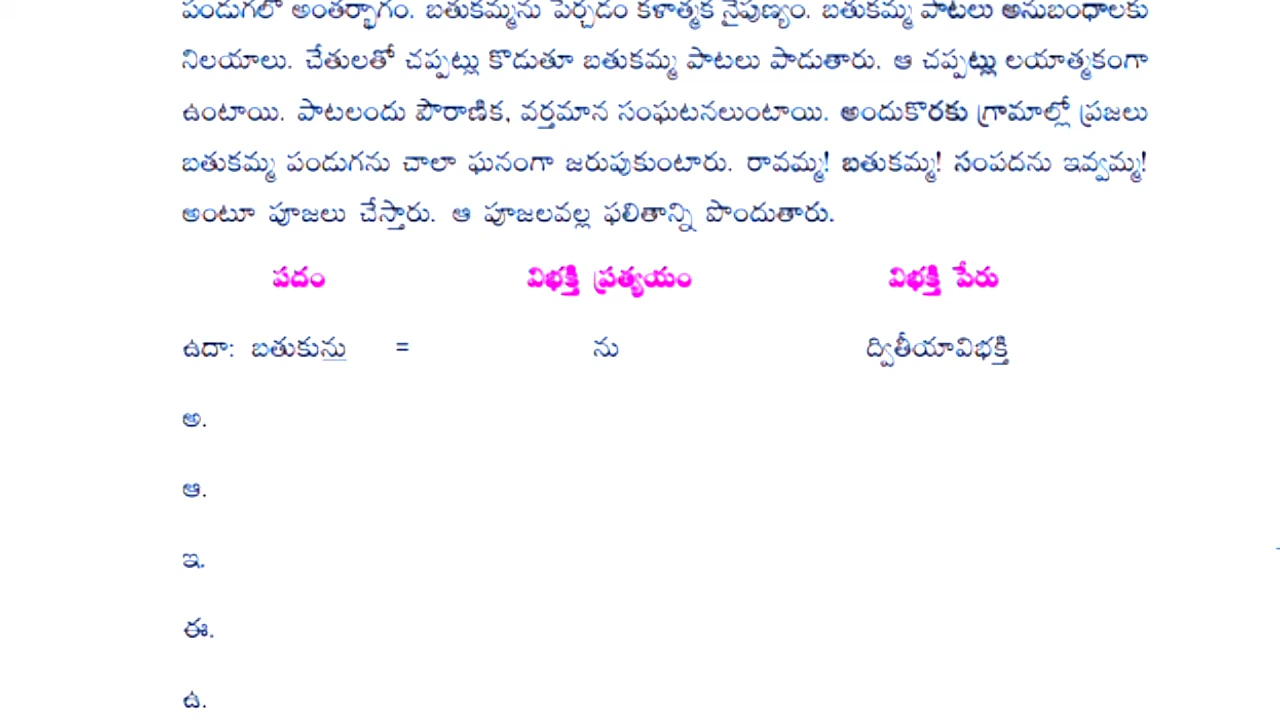 పండుగలో అంతర్భాగం. బతుకమ్మను పేర్చడం కళాత్మక నైపుణ్యం. బతుకమ్మ పాటలు అనుబంధాలకు
నిలయాలు. చేతులతో చప్పట్లు కొడుతూ బతుకమ్మ పాటలు పాడుతారు. ఆ చప్పట్లు లయాత్మకంగా
ఉంటాయి. పాటలందు పౌరాణిక, వర్తమాన సంఘటనలుంటాయి. అందుకొరకు గ్రామాల్లో ప్రజలు
బతుకమ్మ పండుగను చాలా ఘనంగా జరుపుకుంటారు. రావమ్మ! బతుకమ్మ! సంపదను ఇవ్వమ్మ!
అంటూ పూజలు చేస్తారు. ఆ పూజలవల్ల ఫలితాన్ని పొందుతారు.
పదం విభక్తి ప్రత్యయం విభక్తి పేరు
ఉదా: బతుకును = ను ద్వితీయావిభక్తి
అ.
ఆ.
ఇ.
ఈ.
ఉ.